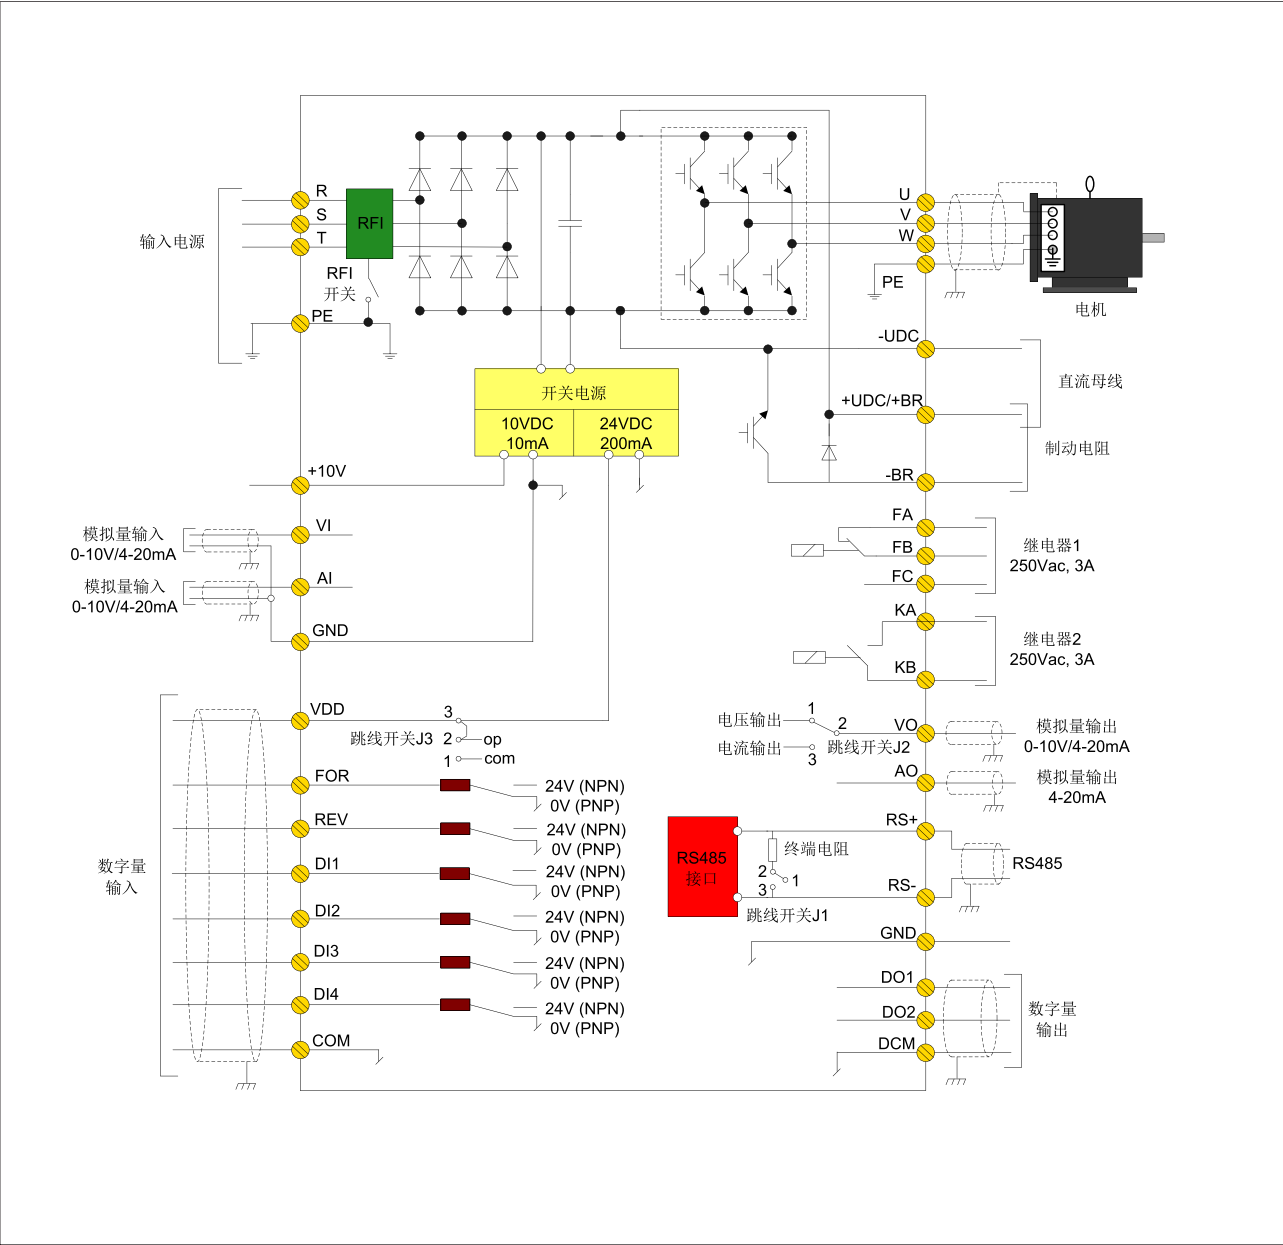 输入电源
R
S
T
RFI
RFI
开关
PE
U
V
W
PE
电机
-UDC
直流母线
+UDC/+BR
制动电阻
-BR
开关电源
10VDC
10mA
24VDC
200mA
+10V
VI
模拟量输入
0-10V/4-20mA
AI
模拟量输入
0-10V/4-20mA
GND
FA
FB
FC
继电器1
250Vac, 3A
KA
KB
继电器2
250Vac, 3A
VDD
3
跳线开关J3
2
op
1
com
电压输出
1
2
VO
电流输出
跳线开关J2
3
模拟量输出
0-10V/4-20mA
AO
模拟量输出
4-20mA
数字量
输入
FOR
24V (NPN)
0V (PNP)
REV
24V (NPN)
0V (PNP)
DI1
24V (NPN)
0V (PNP)
DI2
24V (NPN)
0V (PNP)
DI3
24V (NPN)
0V (PNP)
DI4
24V (NPN)
0V (PNP)
COM
RS485
接口
RS+
终端电阻
2
1
3
RS-
跳线开关J1
RS485
GND
DO1
DO2
DCM
数字量
输出